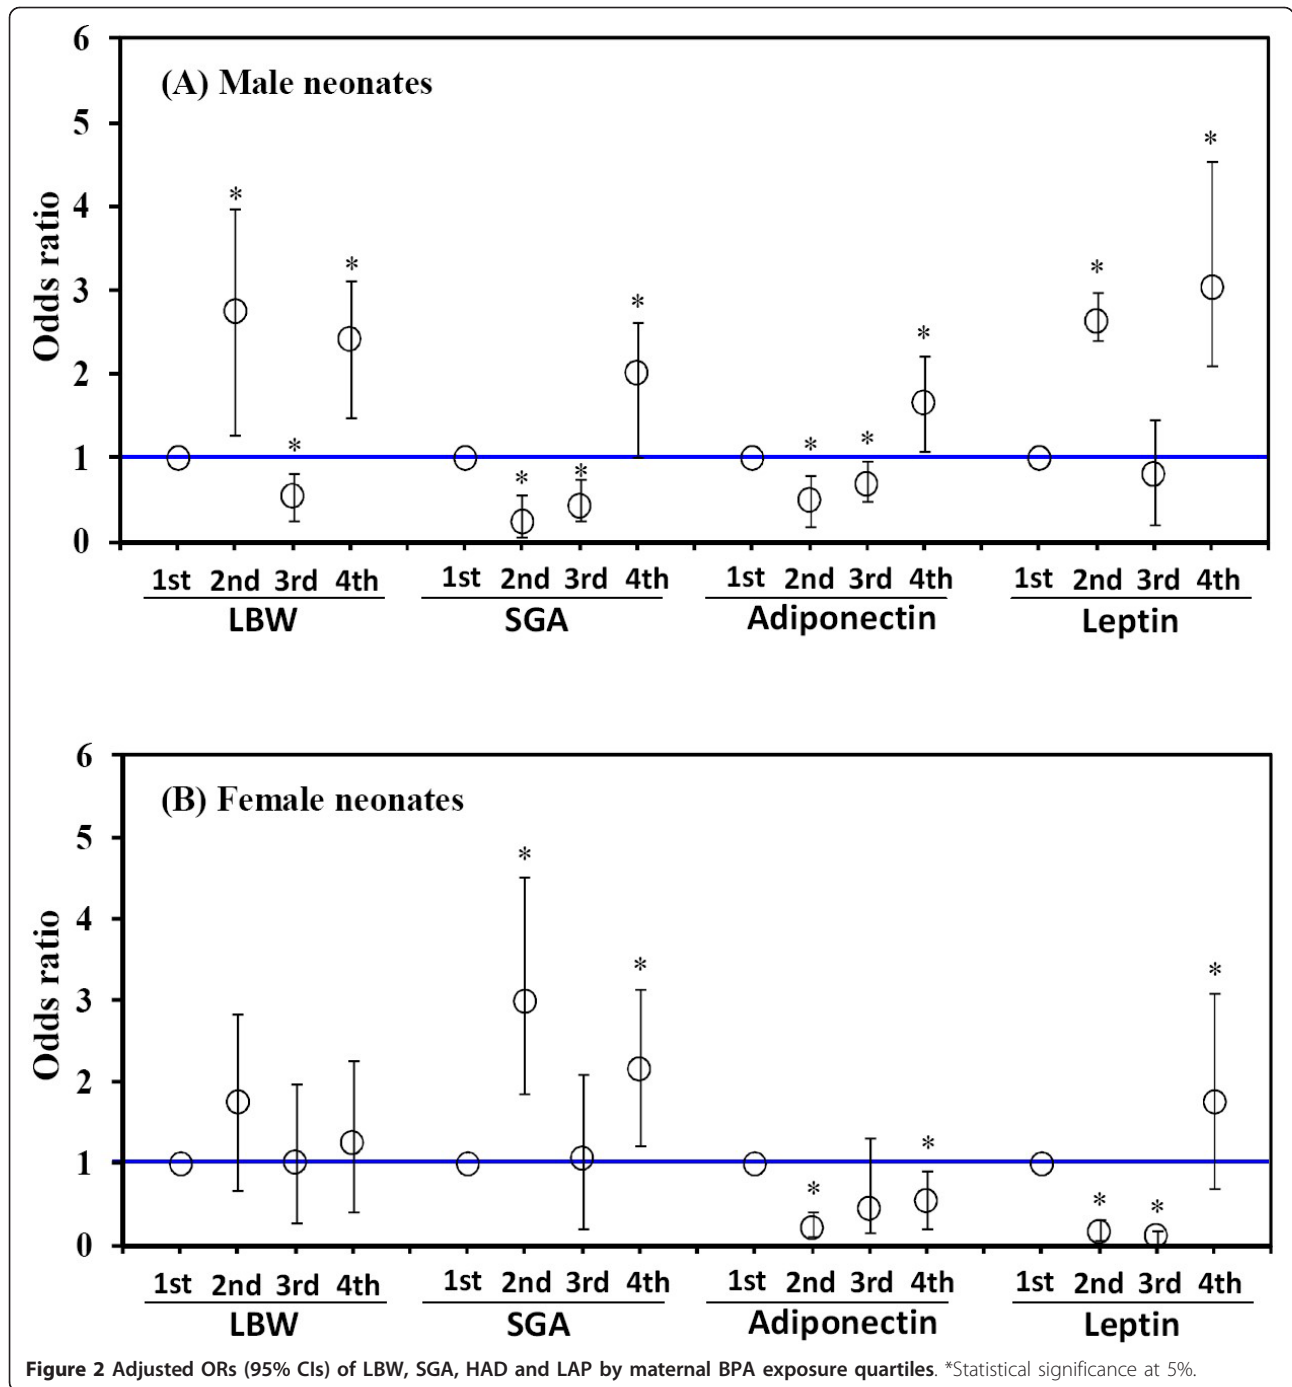 6
(A) Male neonates
5
4
3
2
1
0
Odds ratio
* * * * * * * * * * *
1st 2nd 3rd 4th 1st 2nd 3rd 4th 1st 2nd 3rd 4th 1st 2nd 3rd 4th
LBW SGA Adiponectin Leptin
6
(B) Female neonates
5
4
3
2
1
0
Odds ratio
* * * * * * *
1st 2nd 3rd 4th 1st 2nd 3rd 4th 1st 2nd 3rd 4th 1st 2nd 3rd 4th
LBW SGA Adiponectin Leptin
Figure 2 Adjusted ORs (95% CIs) of LBW, SGA, HAD and LAP by maternal BPA exposure quartiles. *Statistical significance at 5%.